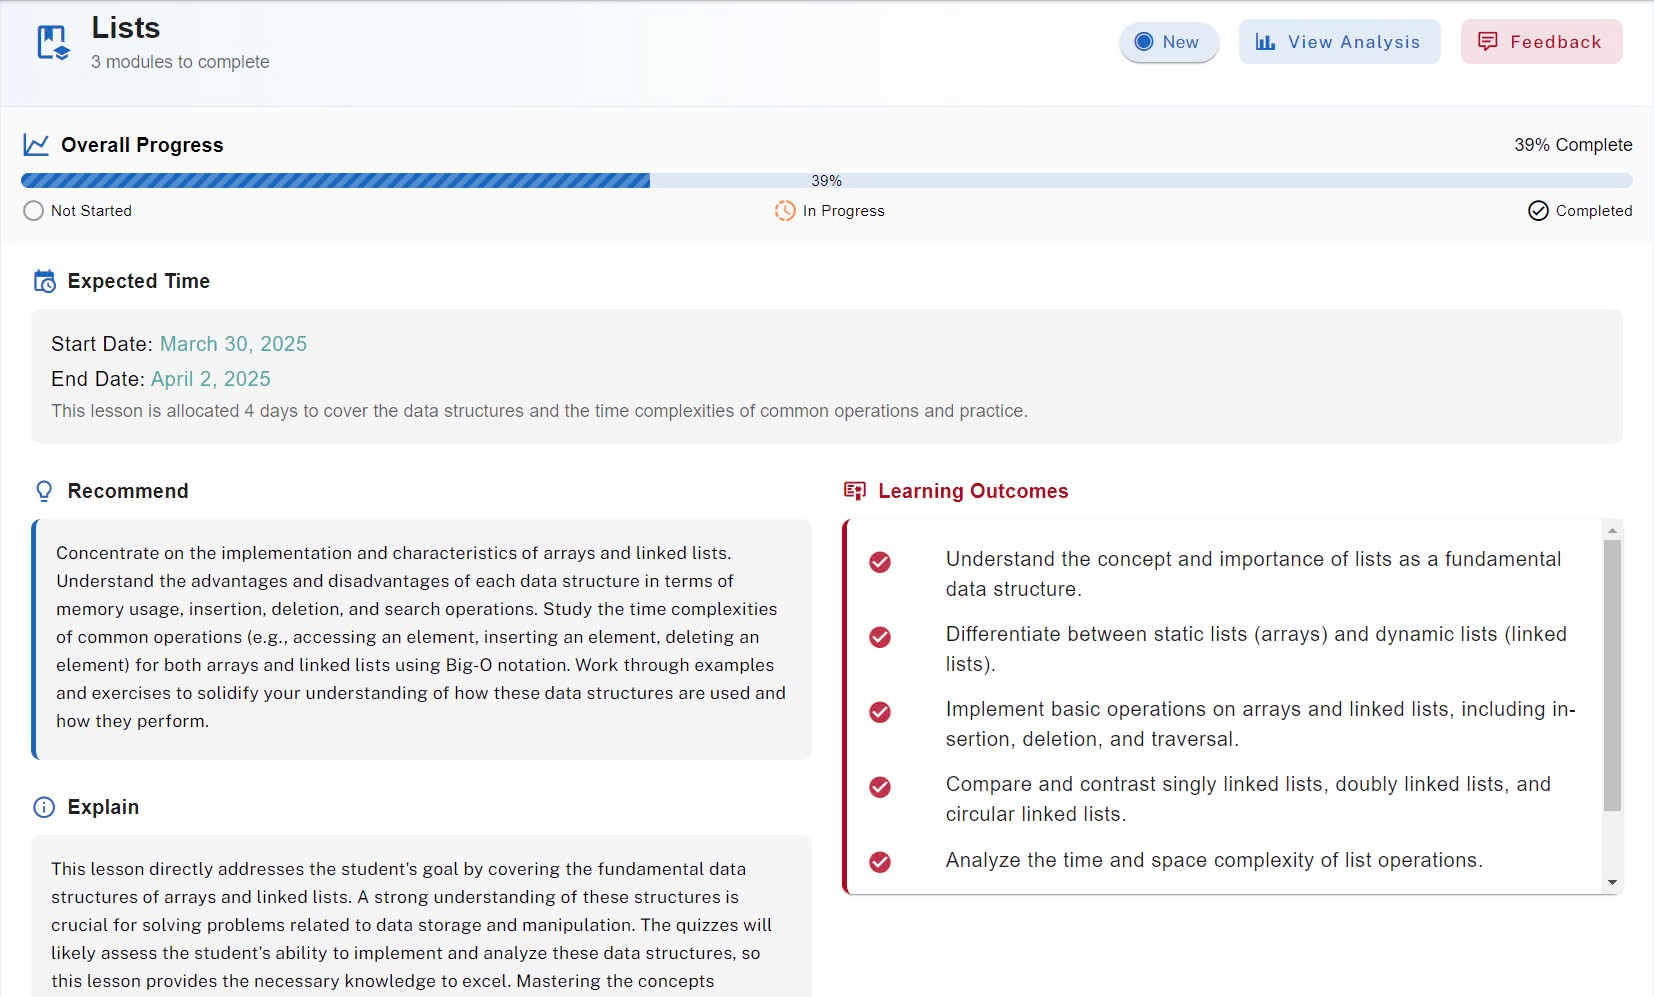 Lists
3 modules to complete
New
View Analysis
Feedback
Overall Progress
39% Complete
39%
Not Started
In Progress
Completed
Expected Time
Start Date: March 30, 2025
End Date: April 2, 2025
This lesson is allocated 4 days to cover the data structures and the time complexities of common operations and practice.
Recommend
Concentrate on the implementation and characteristics of arrays and linked lists.
Understand the advantages and disadvantages of each data structure in terms of
memory usage, insertion, deletion, and search operations. Study the time complexities
of common operations (e.g., accessing an element, inserting an element, deleting an
element) for both arrays and linked lists using Big-O notation. Work through examples
and exercises to solidify your understanding of how these data structures are used and
how they perform.
Explain
This lesson directly addresses the student's goal by covering the fundamental data
structures of arrays and linked lists. A strong understanding of these structures is
crucial for solving problems related to data storage and manipulation. The quizzes will
likely assess the student's ability to implement and analyze these data structures, so
this lesson provides the necessary knowledge to excel. Mastering the concepts
Learning Outcomes
Understand the concept and importance of lists as a fundamental
data structure.
Differentiate between static lists (arrays) and dynamic lists (linked
lists).
Implement basic operations on arrays and linked lists, including in-
sertion, deletion, and traversal.
Compare and contrast singly linked lists, doubly linked lists, and
circular linked lists.
Analyze the time and space complexity of list operations.